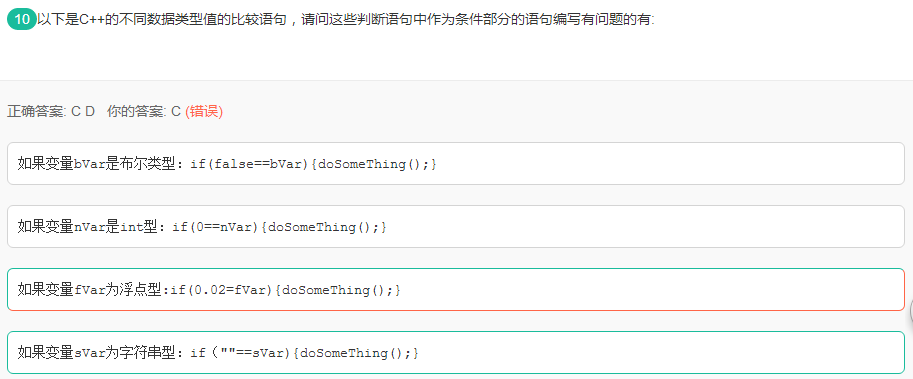 10 以下是C++的不同数据类型值的比较语句，请问这些判断语句中作为条件部分的语句编写有问题的有:
正确答案: C D 你的答案: C (错误)
如果变量bVar是布尔类型：if(false==bVar){doSomeThing();}
如果变量nVar是int型：if(0==nVar){doSomeThing();}
如果变量fVar为浮点型:if(0.02=fVar){doSomeThing();}
如果变量sVar为字符串型：if（""==sVar){doSomeThing();}